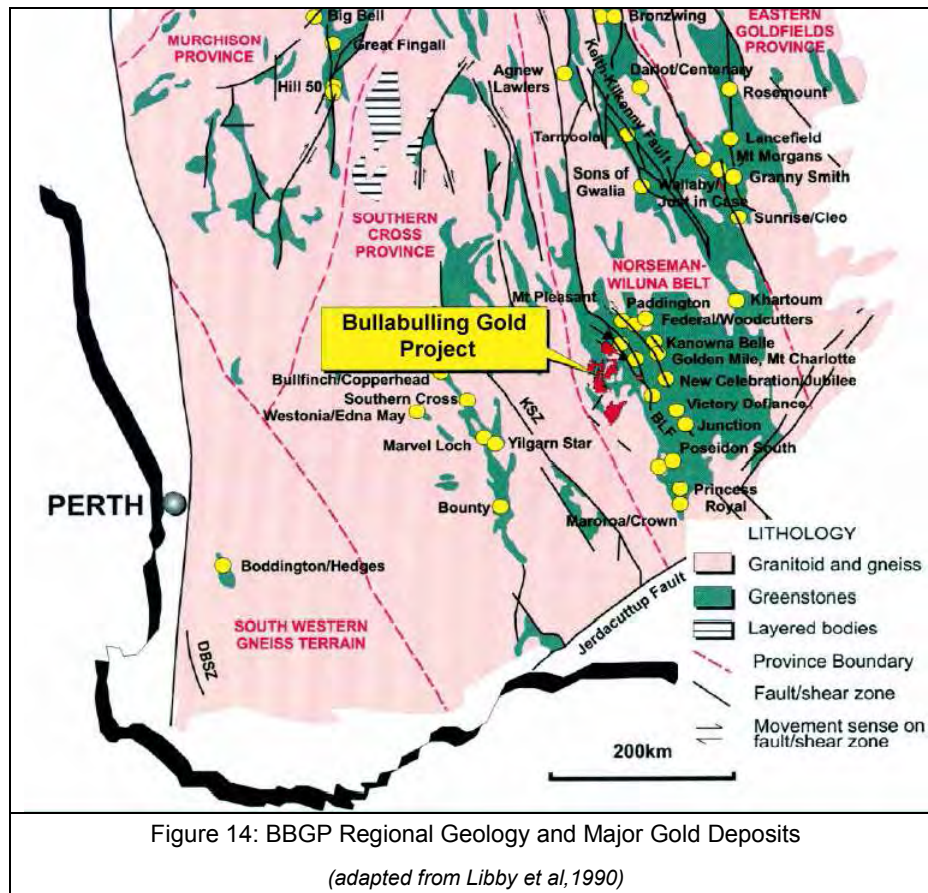 Big Bell
Bronzwing
EASTERN
GOLDFIELDS
PROVINCE
MURCHISON
PROVINCE
Great Fingall
Keith-Kilkenny Fault
Agnew
Lawlers
Darlot/Centenary
Hill 50
Rosemount
Tarmoola
Lancefield
Mt Morgans
Sons of
Gwalia
Wallaby/
Just in Case
Granny Smith
SOUTHERN
CROSS
PROVINCE
Sunrise/Cleo
NORSEMAN-
WILUNA BELT
Mt Pleasant
Paddington
Khartoum
Bullabulling Gold
Project
Federal/Woodcutters
Kanowna Belle
Golden Mile, Mt Charlotte
Bullfinch/Copperhead
New Celebration/Jubilee
Southern Cross
KSZ
Victory Defiance
Westonia/Edna May
BLF
Junction
Marvel Loch
Yilgarn Star
Poseidon South
PERTH
Bounty
Princess
Royal
Maroroa/Crown
LITHOLOGY
Boddington/Hedges
Granitoid and gneiss
Jerdacuttup Fault
Greenstones
SOUTH WESTERN
GNEISS TERRAIN
Layered bodies
DBSZ
Province Boundary
Fault/shear zone
Movement sense on
fault/shear zone
200km
Figure 14: BBGP Regional Geology and Major Gold Deposits
(adapted from Libby et al,1990)